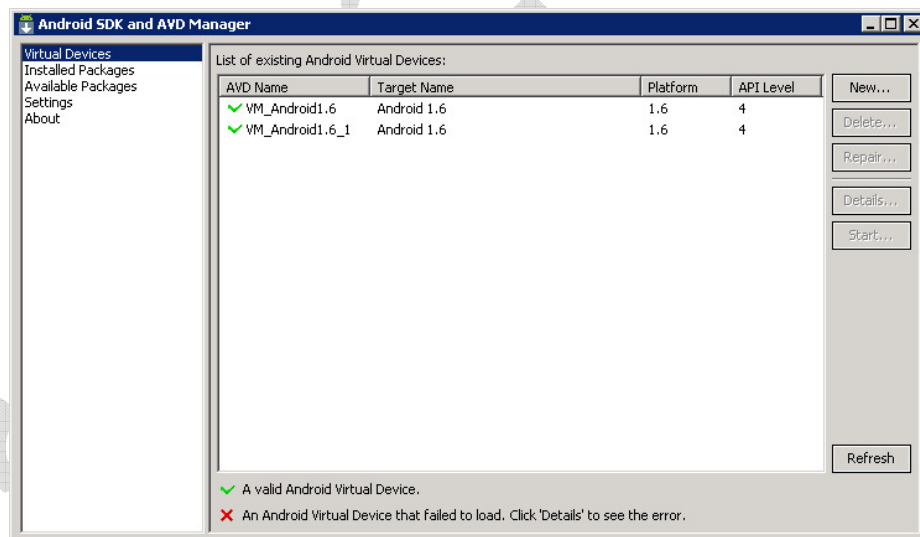 Android SDK and AVD Manager
Virtual Devices
Installed Packages
Available Packages
Settings
About
List of existing Android Virtual Devices:
AVD Name Target Name Platform API Level
VM_Android1.6 Android 1.6 1.6 4
VM_Android1.6_1 Android 1.6 1.6 4
New...
Delete...
Repair...
Details...
Start...
Refresh
A valid Android Virtual Device.
An Android Virtual Device that failed to load. Click 'Details' to see the error.